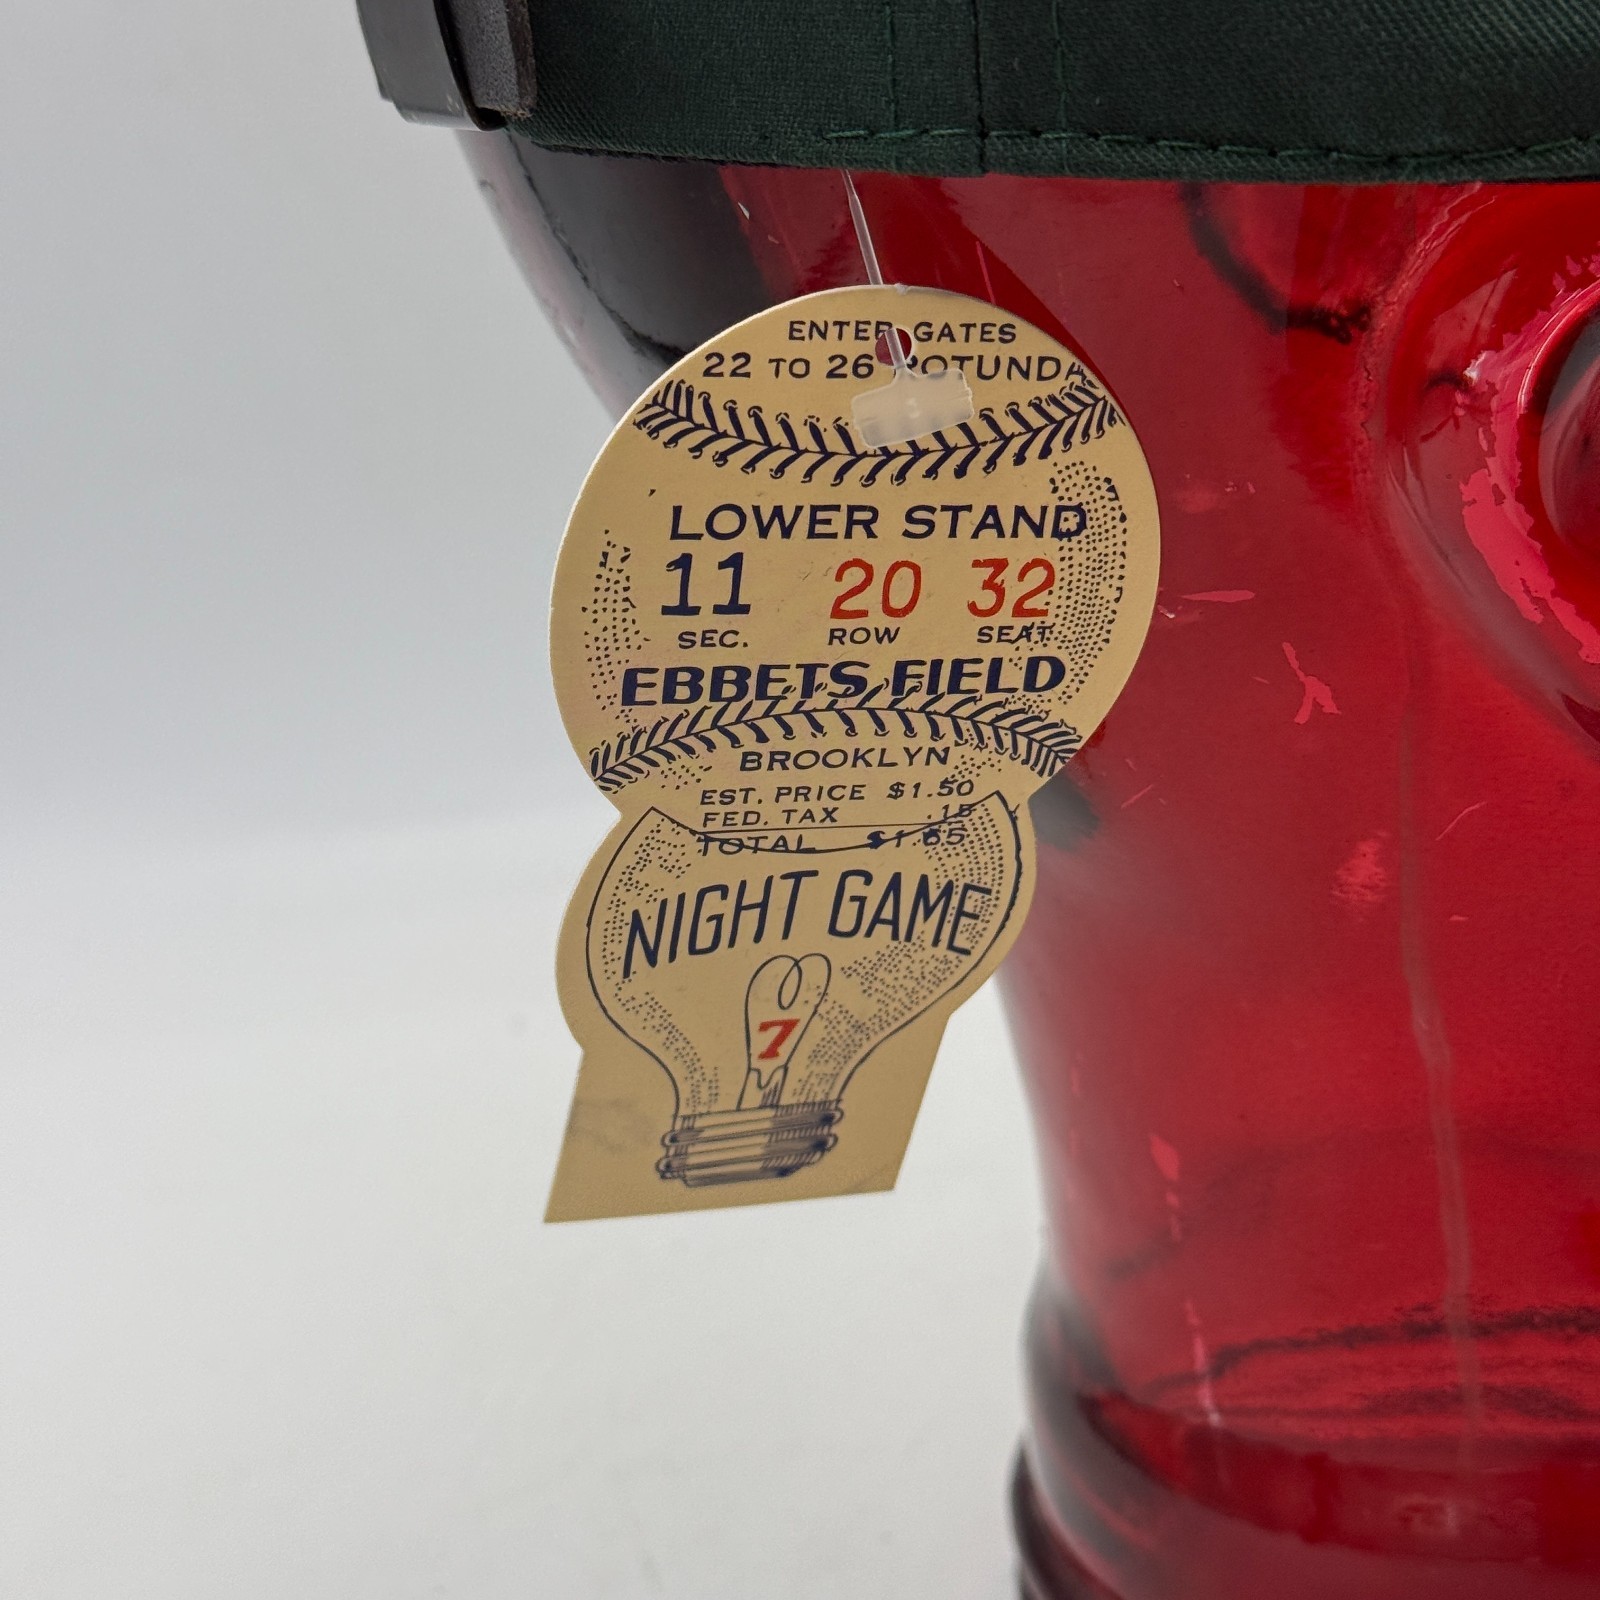 ENTER GATES
22 TO 26 ROTUNDA
LOWER STAND
11 20 32
SEC. ROW SEAT
EBBETS FIELD
BROOKLYN
EST. PRICE $1.50
FED. TAX .15
TOTAL $1.65
NIGHT GAME
7